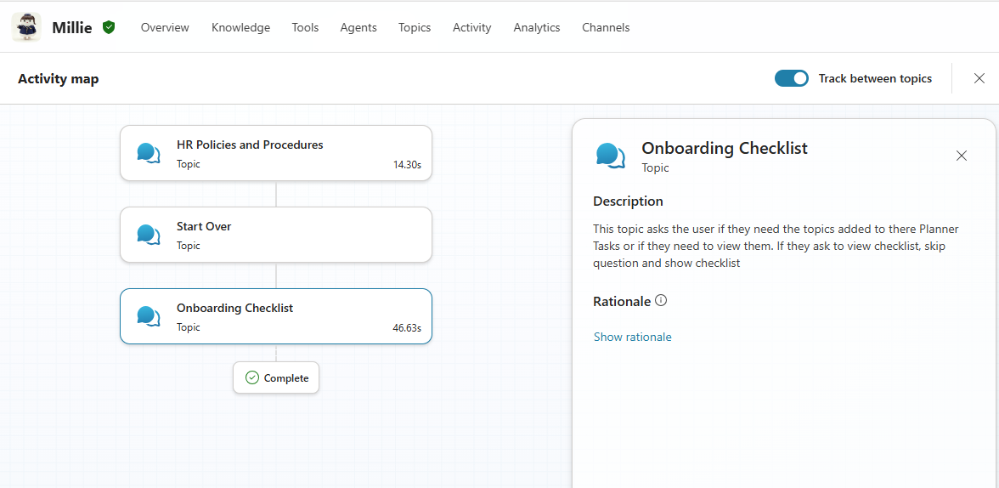 Millie Overview Knowledge Tools Agents Topics Activity Analytics Channels
Activity map
Track between topics
HR Policies and Procedures
Topic
14.30s
Start Over
Topic
Onboarding Checklist
Topic
46.63s
Complete
Onboarding Checklist
Topic
Description
This topic asks the user if they need the topics added to there Planner
Tasks or if they need to view them. If they ask to view checklist, skip
question and show checklist
Rationale
Show rationale